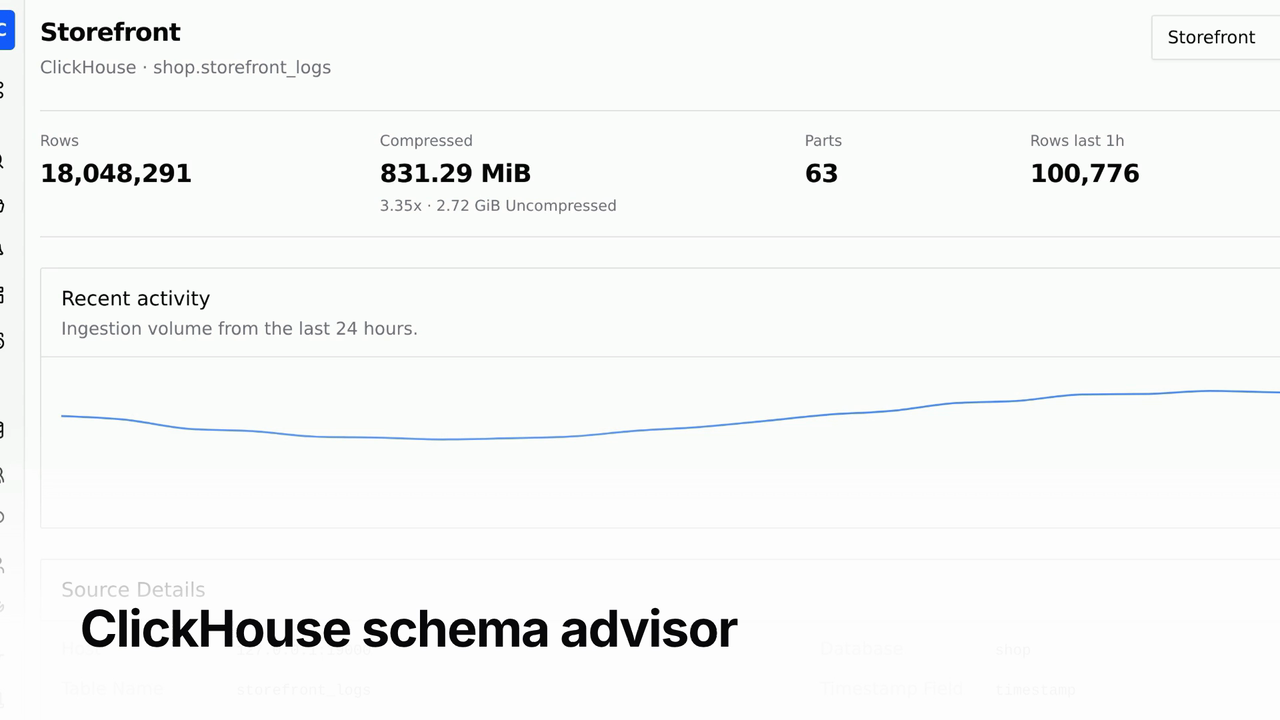 Storefront
Storefront
ClickHouse · shop.storefront_logs
Rows
Compressed
Parts
Rows last 1h
18,048,291
831.29 MiB
63
100,776
3.35x · 2.72 GiB Uncompressed
Recent activity
Ingestion volume from the last 24 hours.
Source Details
ClickHouse schema advisor
Database
shop
Table Name
storefront_logs
Timestamp Field
timestamp